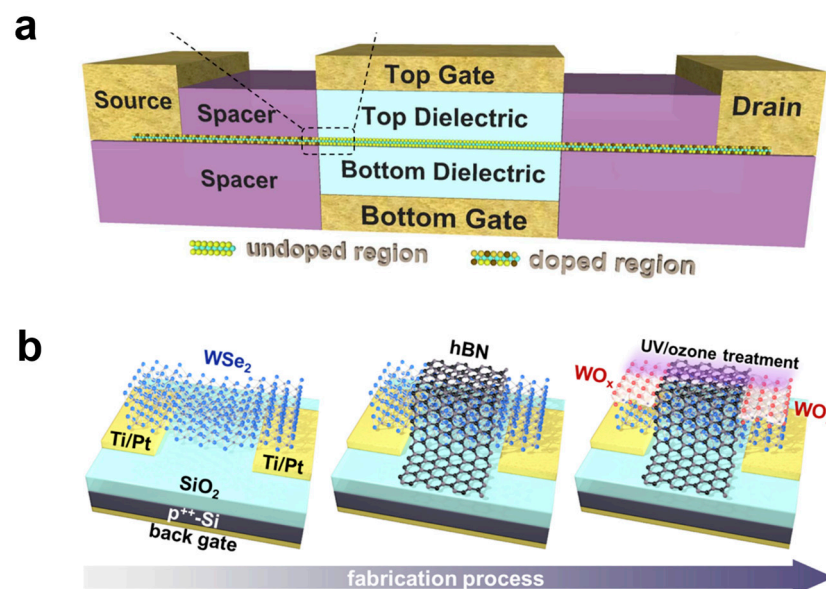 a
Top Gate
Source
Drain
Spacer
Top Dielectric
Spacer
Bottom Dielectric
Bottom Gate
undoped region
doped region
b
WSe₂
hBN
UV/ozone treatment
WOₓ
WO
Ti/Pt
Ti/Pt
SiO₂
p⁺⁺-Si
back gate
fabrication process